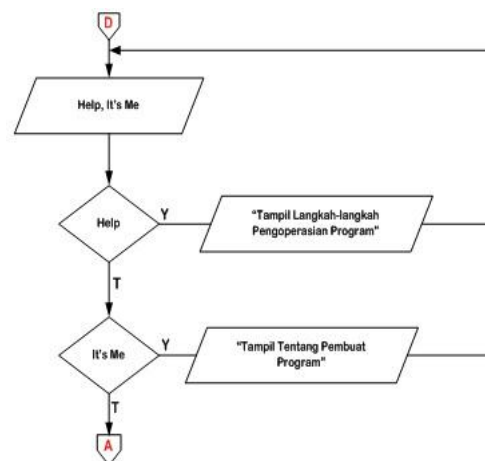 D
Help, It's Me
Help
Y
"Tampil Langkah-langkah
Pengoperasian Program"
T
It's Me
Y
"Tampil Tentang Pembuat
Program"
T
A